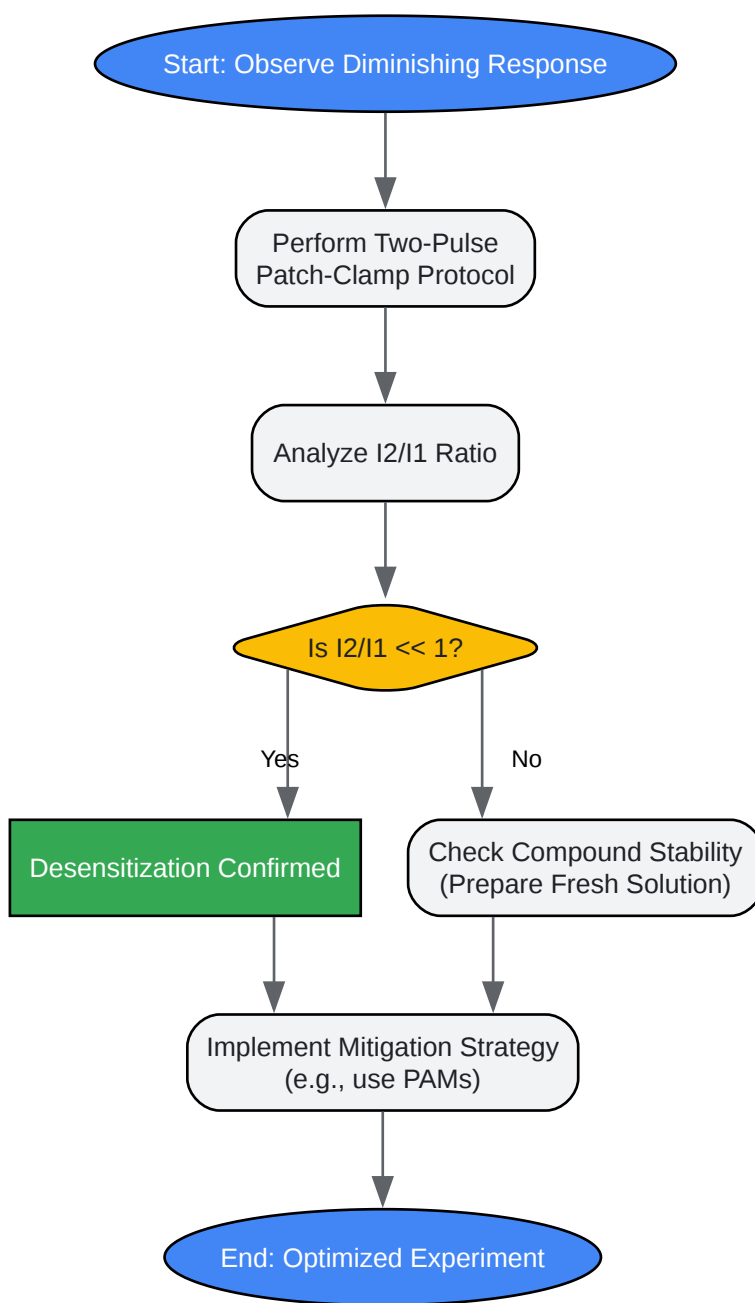 Start: Observe Diminishing Response
Perform Two-Pulse
Patch-Clamp Protocol
Analyze I2/I1 Ratio
Is I2/I1 << 1?
Yes
No
Desensitization Confirmed
Check Compound Stability
(Prepare Fresh Solution)
Implement Mitigation Strategy
(e.g., use PAMs)
End: Optimized Experiment